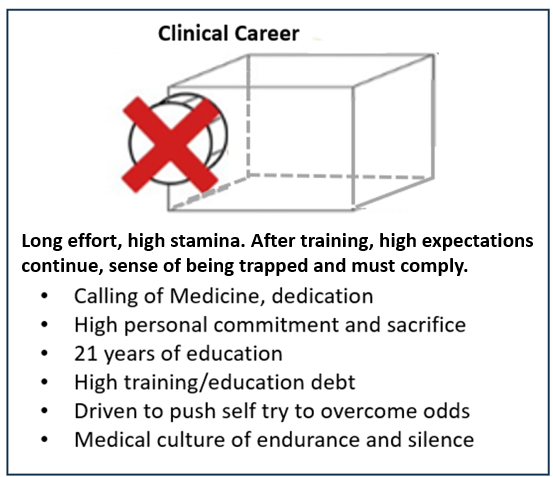 Clinical Career
Long effort, high stamina. After training, high expectations
continue, sense of being trapped and must comply.
• Calling of Medicine, dedication
• High personal commitment and sacrifice
• 21 years of education
• High training/education debt
• Driven to push self try to overcome odds
• Medical culture of endurance and silence